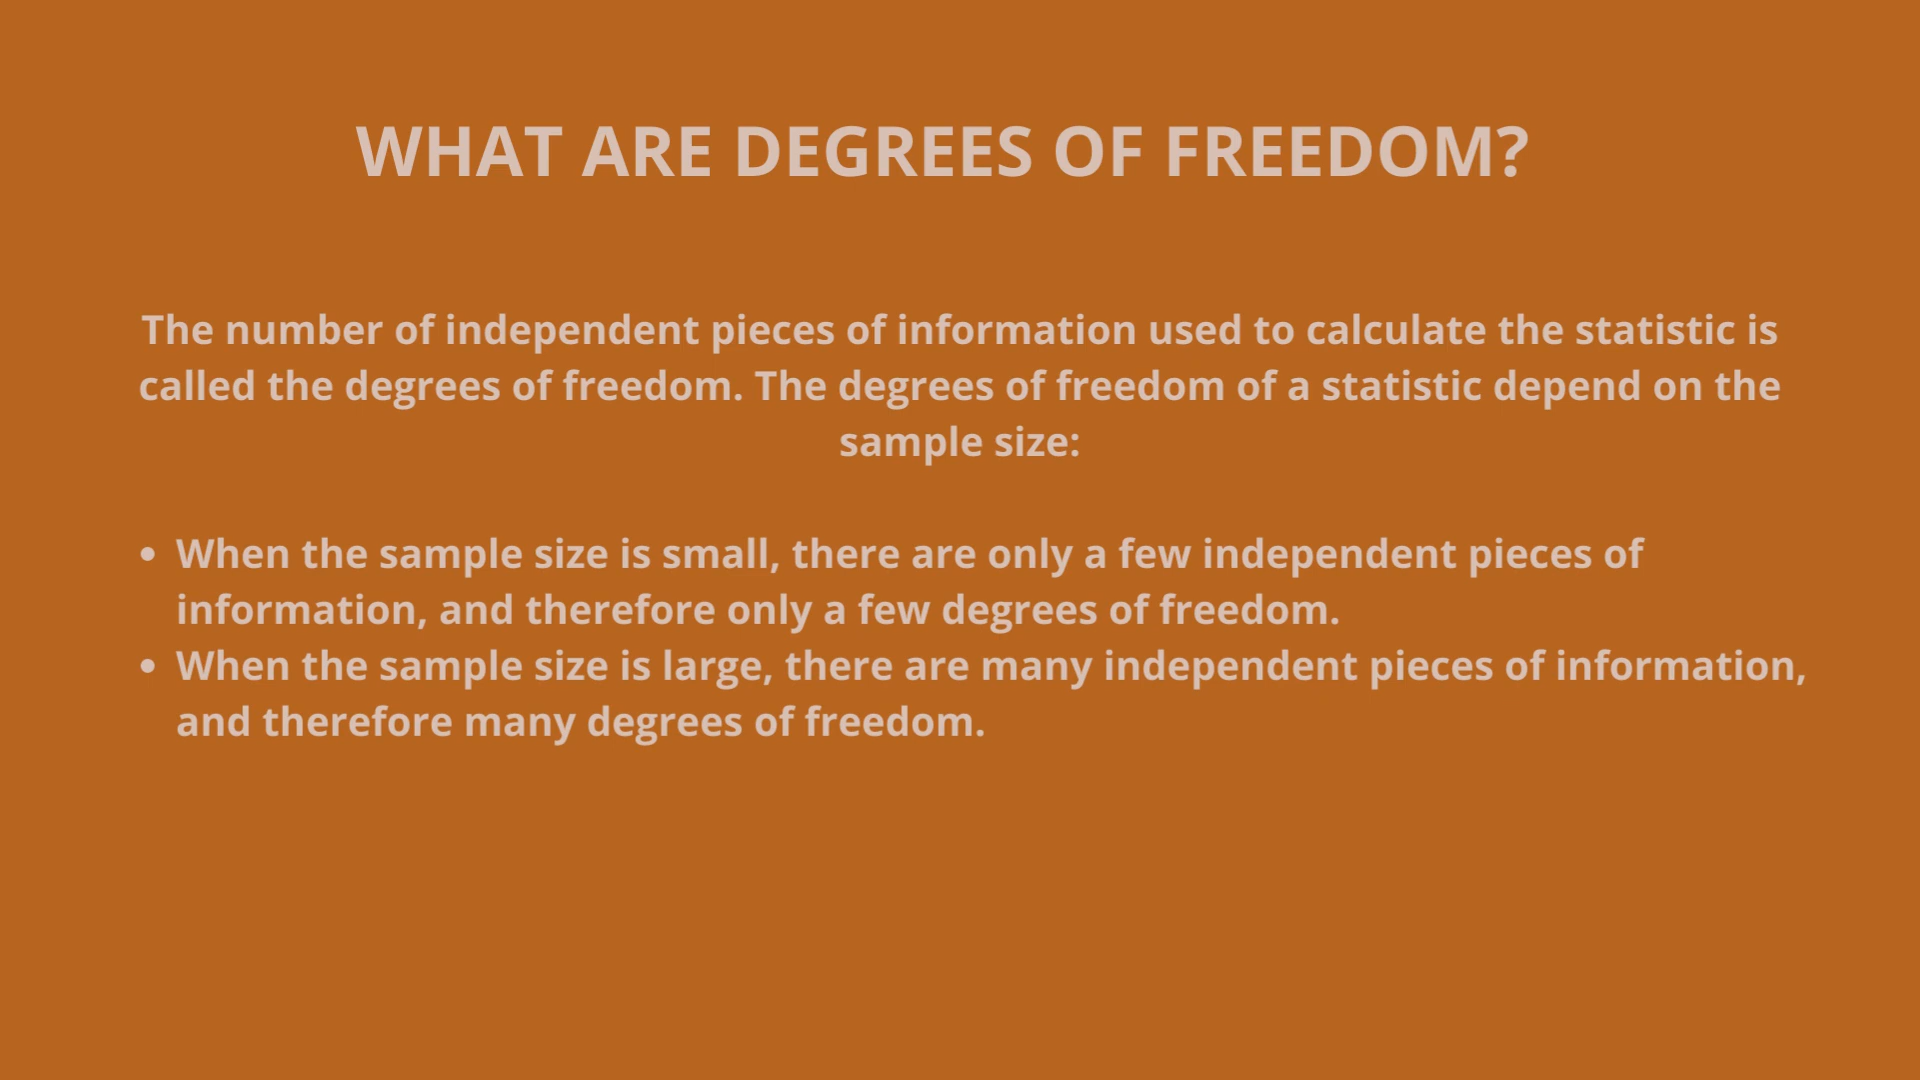 WHAT ARE DEGREES OF FREEDOM?
The number of independent pieces of information used to calculate the statistic is
called the degrees of freedom. The degrees of freedom of a statistic depend on the
sample size:
• When the sample size is small, there are only a few independent pieces of
information, and therefore only a few degrees of freedom.
• When the sample size is large, there are many independent pieces of information,
and therefore many degrees of freedom.